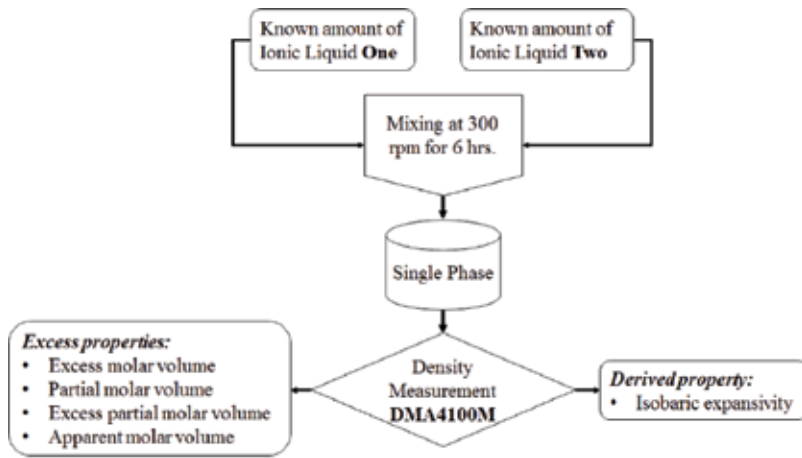 Known amount of
Ionic Liquid One
Known amount of
Ionic Liquid Two
Mixing at 300
rpm for 6 hrs.
Single Phase
Excess properties:
• Excess molar volume
• Partial molar volume
• Excess partial molar volume
• Apparent molar volume
Density
Measurement
DMA4100M
Derived property:
• Isobaric expansivity